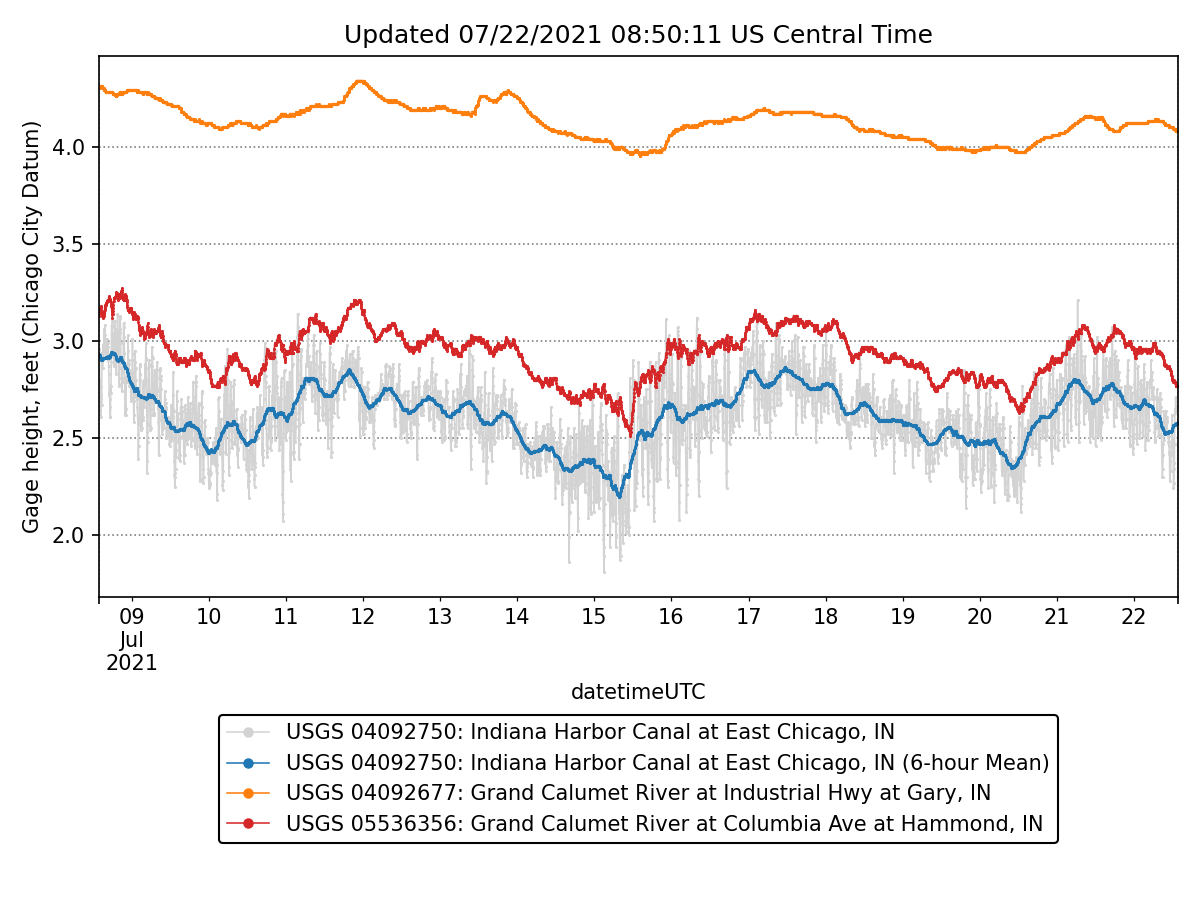 Updated 07/22/2021 08:50:11 US Central Time
Gage height, feet (Chicago City Datum)
4.0
3.5
3.0
2.5
2.0
09 10 11 12 13 14 15 16 17 18 19 20 21 22
Jul
2021
datetimeUTC
USGS 04092750: Indiana Harbor Canal at East Chicago, IN
USGS 04092750: Indiana Harbor Canal at East Chicago, IN (6-hour Mean)
USGS 04092677: Grand Calumet River at Industrial Hwy at Gary, IN
USGS 05536356: Grand Calumet River at Columbia Ave at Hammond, IN